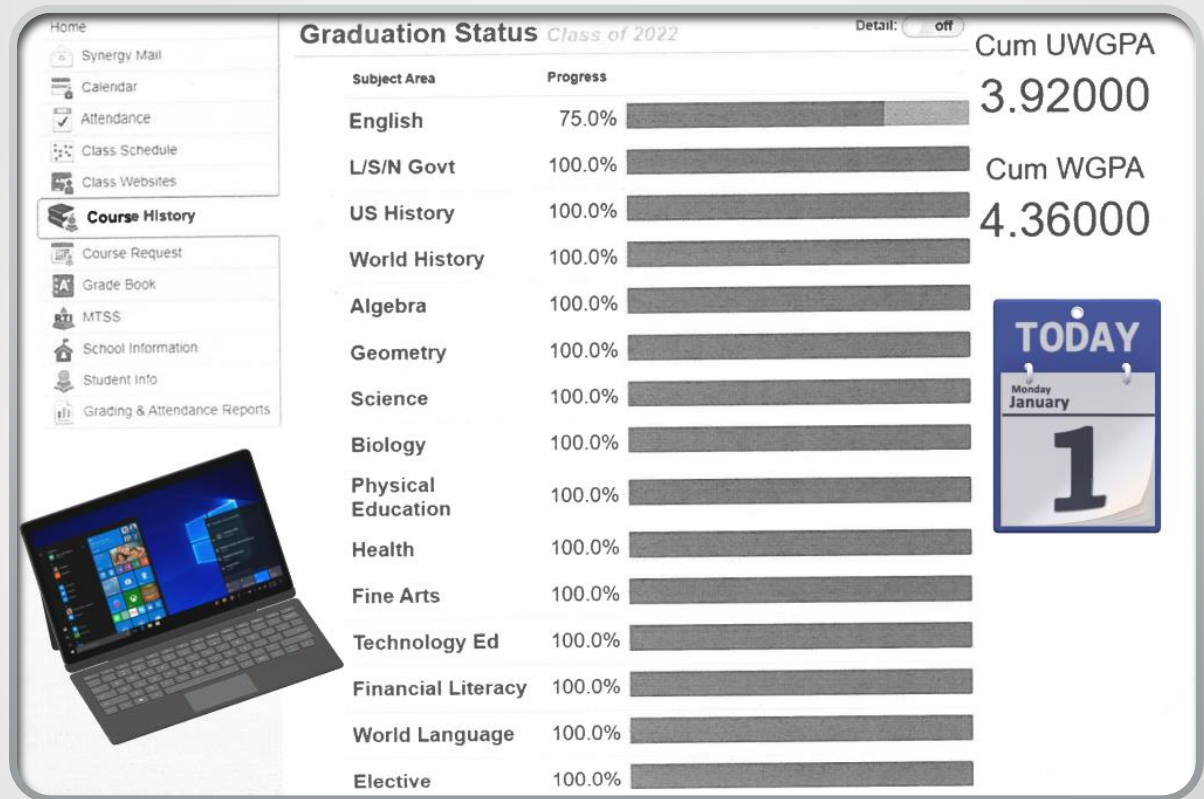 Home
Synergy Mail
Calendar
Attendance
Class Schedule
Class Websites
Course History
Course Request
Grade Book
MTSS
School Information
Student Info
Grading & Attendance Reports
Graduation Status Class of 2022
Detail: off
Subject Area Progress
English 75.0%
L/S/N Govt 100.0%
US History 100.0%
World History 100.0%
Algebra 100.0%
Geometry 100.0%
Science 100.0%
Biology 100.0%
Physical
Education 100.0%
Health 100.0%
Fine Arts 100.0%
Technology Ed 100.0%
Financial Literacy 100.0%
World Language 100.0%
Elective 100.0%
Cum UWGPA
3.92000
Cum WGPA
4.36000
TODAY
Monday
January
1